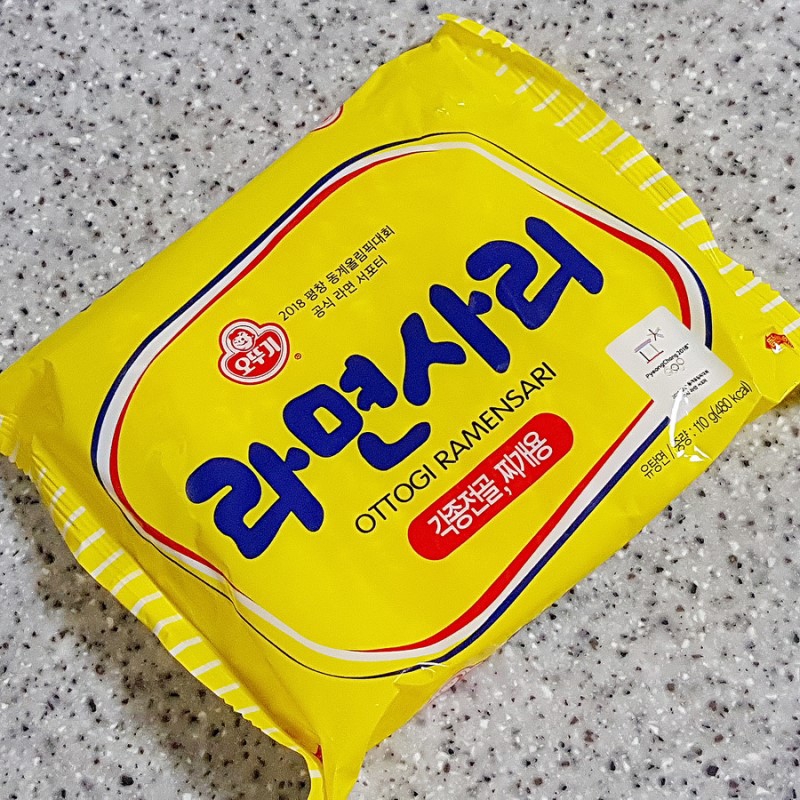 2018 평창 동계올림픽대회
공식 라면 서포터
오뚜기
®
라면사리
OTTOGI RAMENSARI
각종전골, 찌개용
PyeongChang 2018
유탕면 중량 : 110 g(480 kcal)